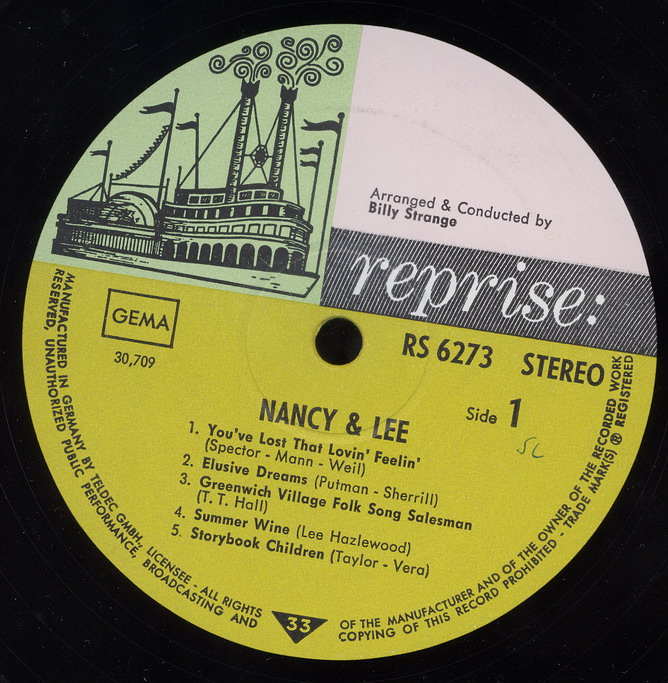 Arranged & Conducted by
Billy Strange
reprise:
GEMA
30,709
RS 6273 STEREO
NANCY & LEE
Side 1
SL
1. You've Lost That Lovin' Feelin'
(Spector - Mann - Weil)
2. Elusive Dreams (Putman - Sherrill)
3. Greenwich Village Folk Song Salesman
(T. T. Hall)
4. Summer Wine (Lee Hazlewood)
5. Storybook Children (Taylor - Vera)
MANUFACTURED IN GERMANY BY TELDEC GMBH, LICENSEE - ALL RIGHTS
RESERVED, UNAUTHORIZED PUBLIC PERFORMANCE, BROADCASTING AND
33
OF THE MANUFACTURER AND OF THE OWNER OF THE RECORDED WORK
COPYING OF THIS RECORD PROHIBITED - TRADE MARK(S) ® REGISTERED